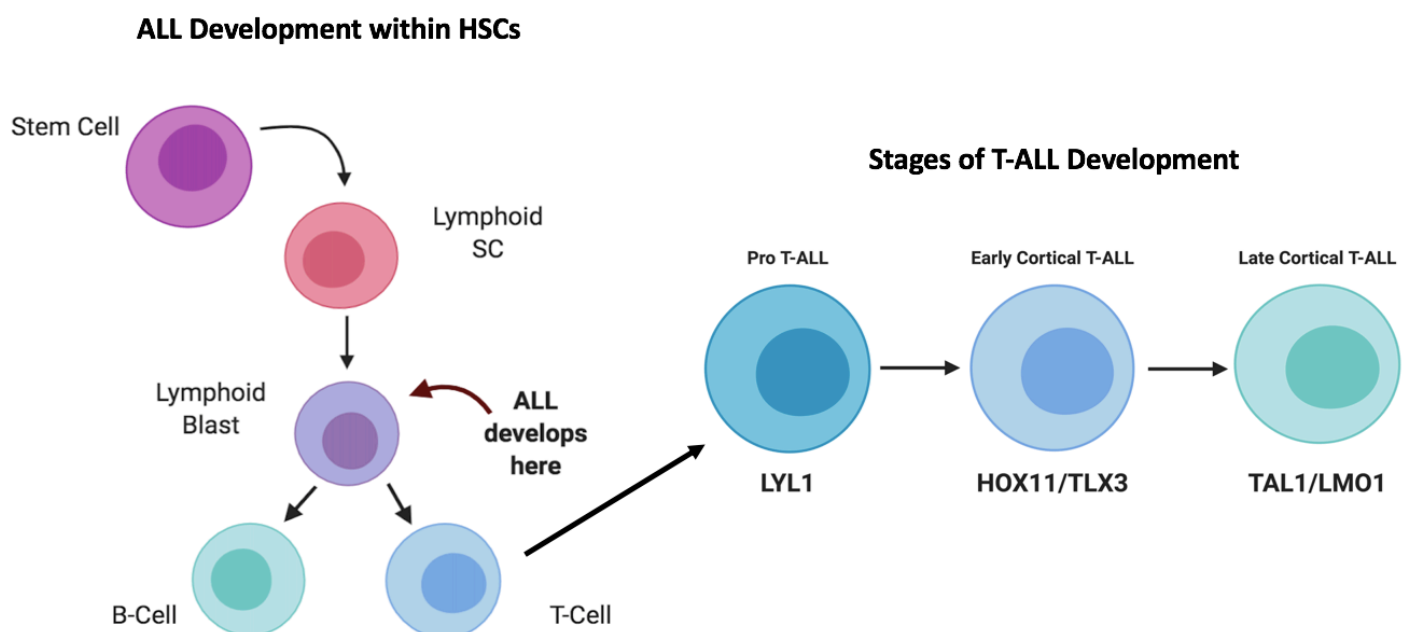 ALL Development within HSCs
Stem Cell
Lymphoid
SC
Lymphoid
Blast
ALL
develops
here
B-Cell
T-Cell
Stages of T-ALL Development
Pro T-ALL
Early Cortical T-ALL
Late Cortical T-ALL
LYL1
HOX11/TLX3
TAL1/LMO1